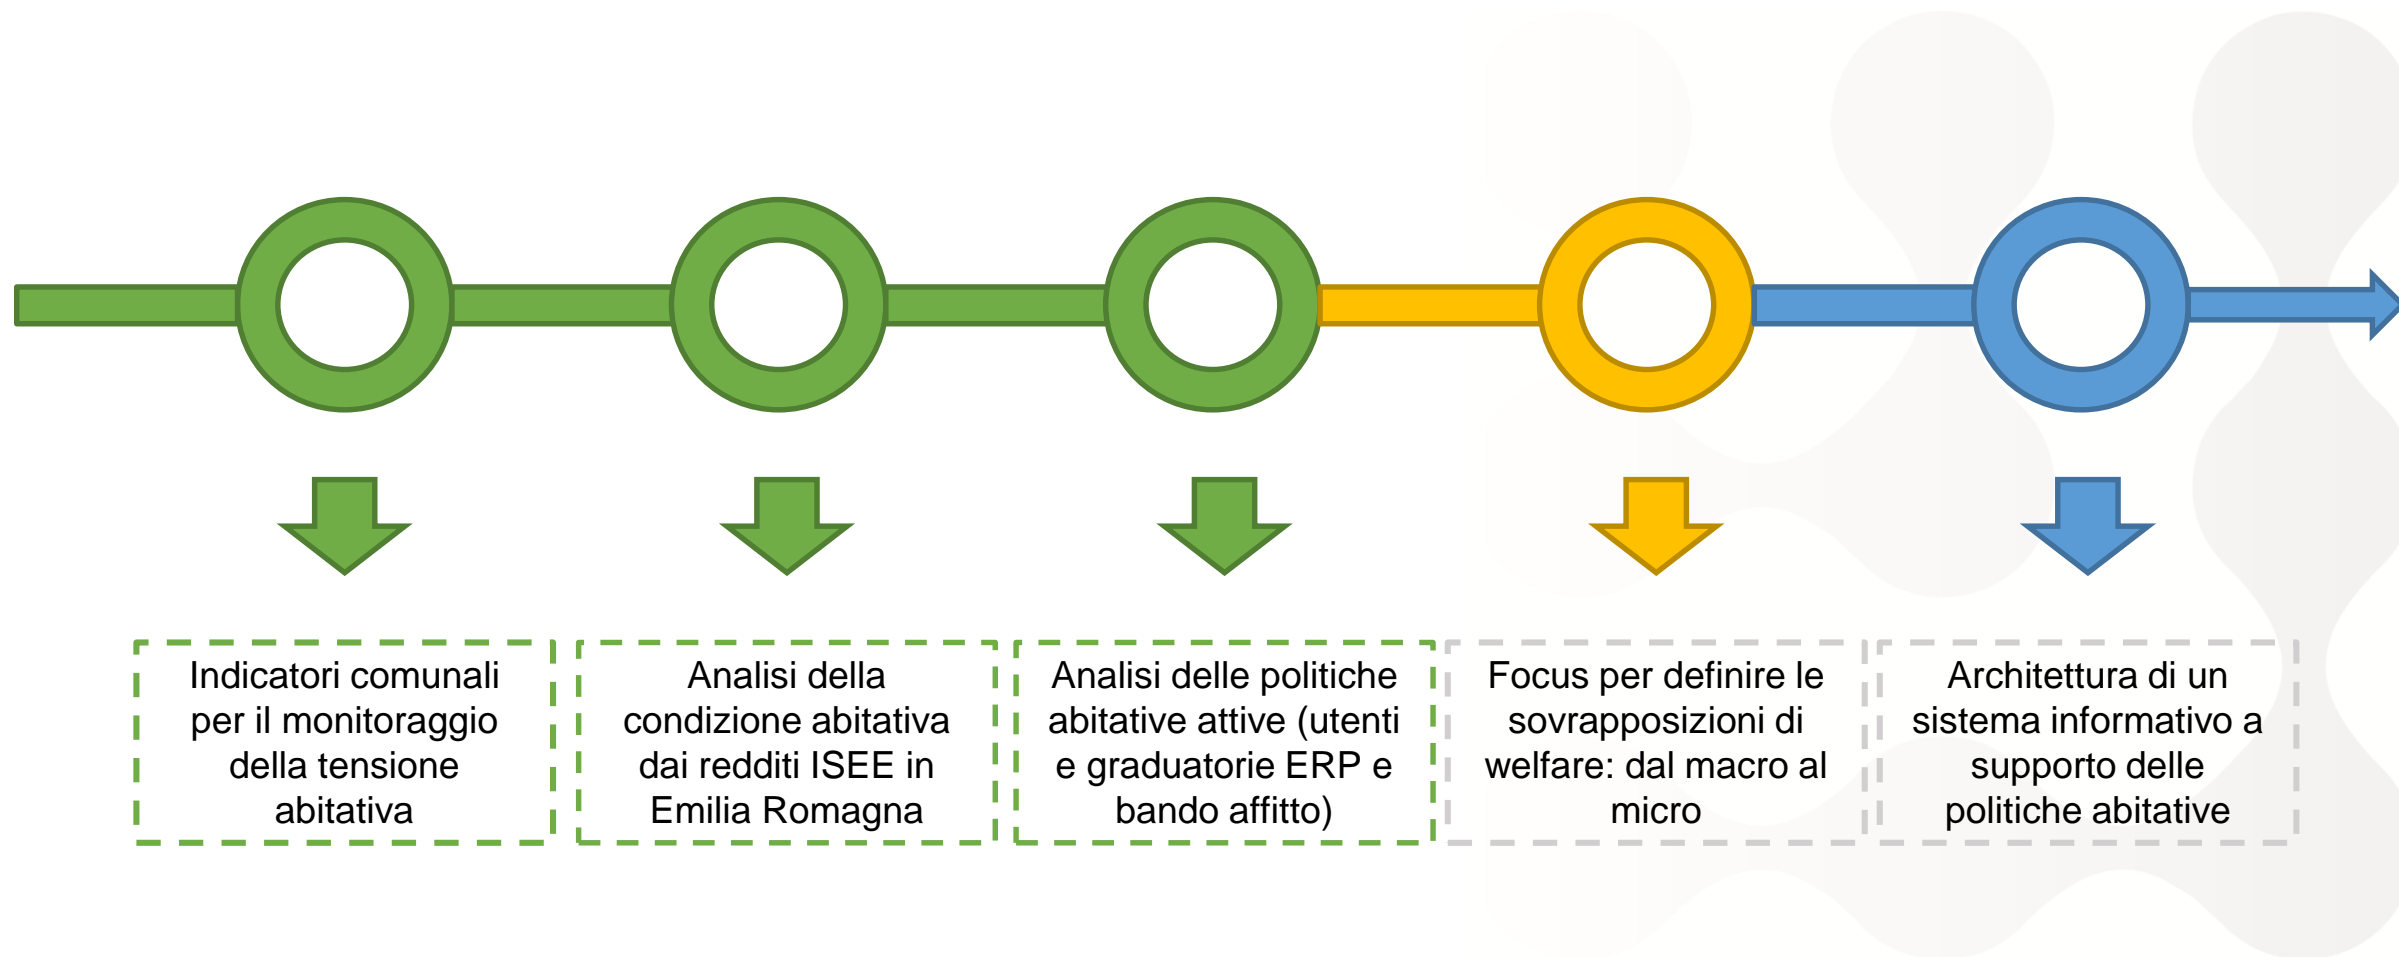 Indicatori comunali
per il monitoraggio
della tensione
abitativa
Analisi della
condizione abitativa
dai redditi ISEE in
Emilia Romagna
Analisi delle politiche
abitative attive (utenti
e graduatorie ERP e
bando affitto)
Focus per definire le
sovrapposizioni di
welfare: dal macro al
micro
Architettura di un
sistema informativo a
supporto delle
politiche abitative